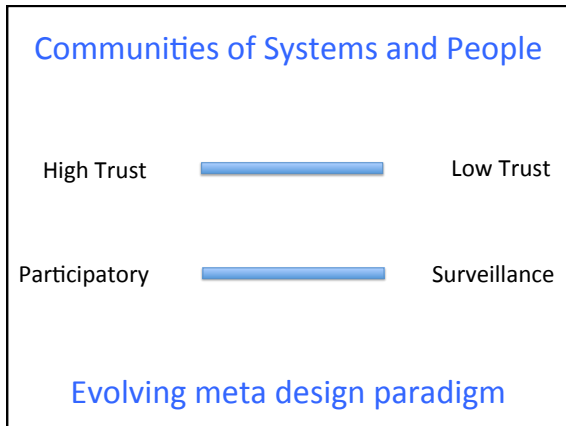 Communities of Systems and People
High Trust Low Trust
Participatory Surveillance
Evolving meta design paradigm